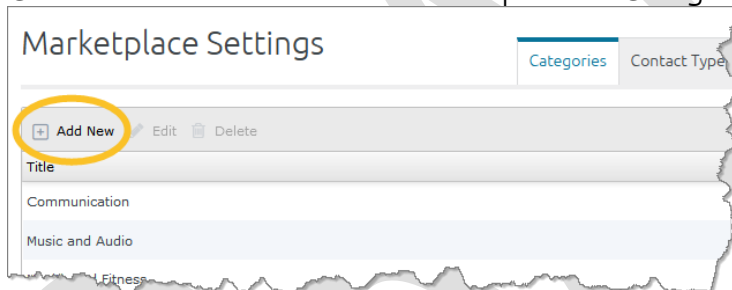 Marketplace Settings
Categories Contact Type
Add New Edit Delete
Title
Communication
Music and Audio
Fitness